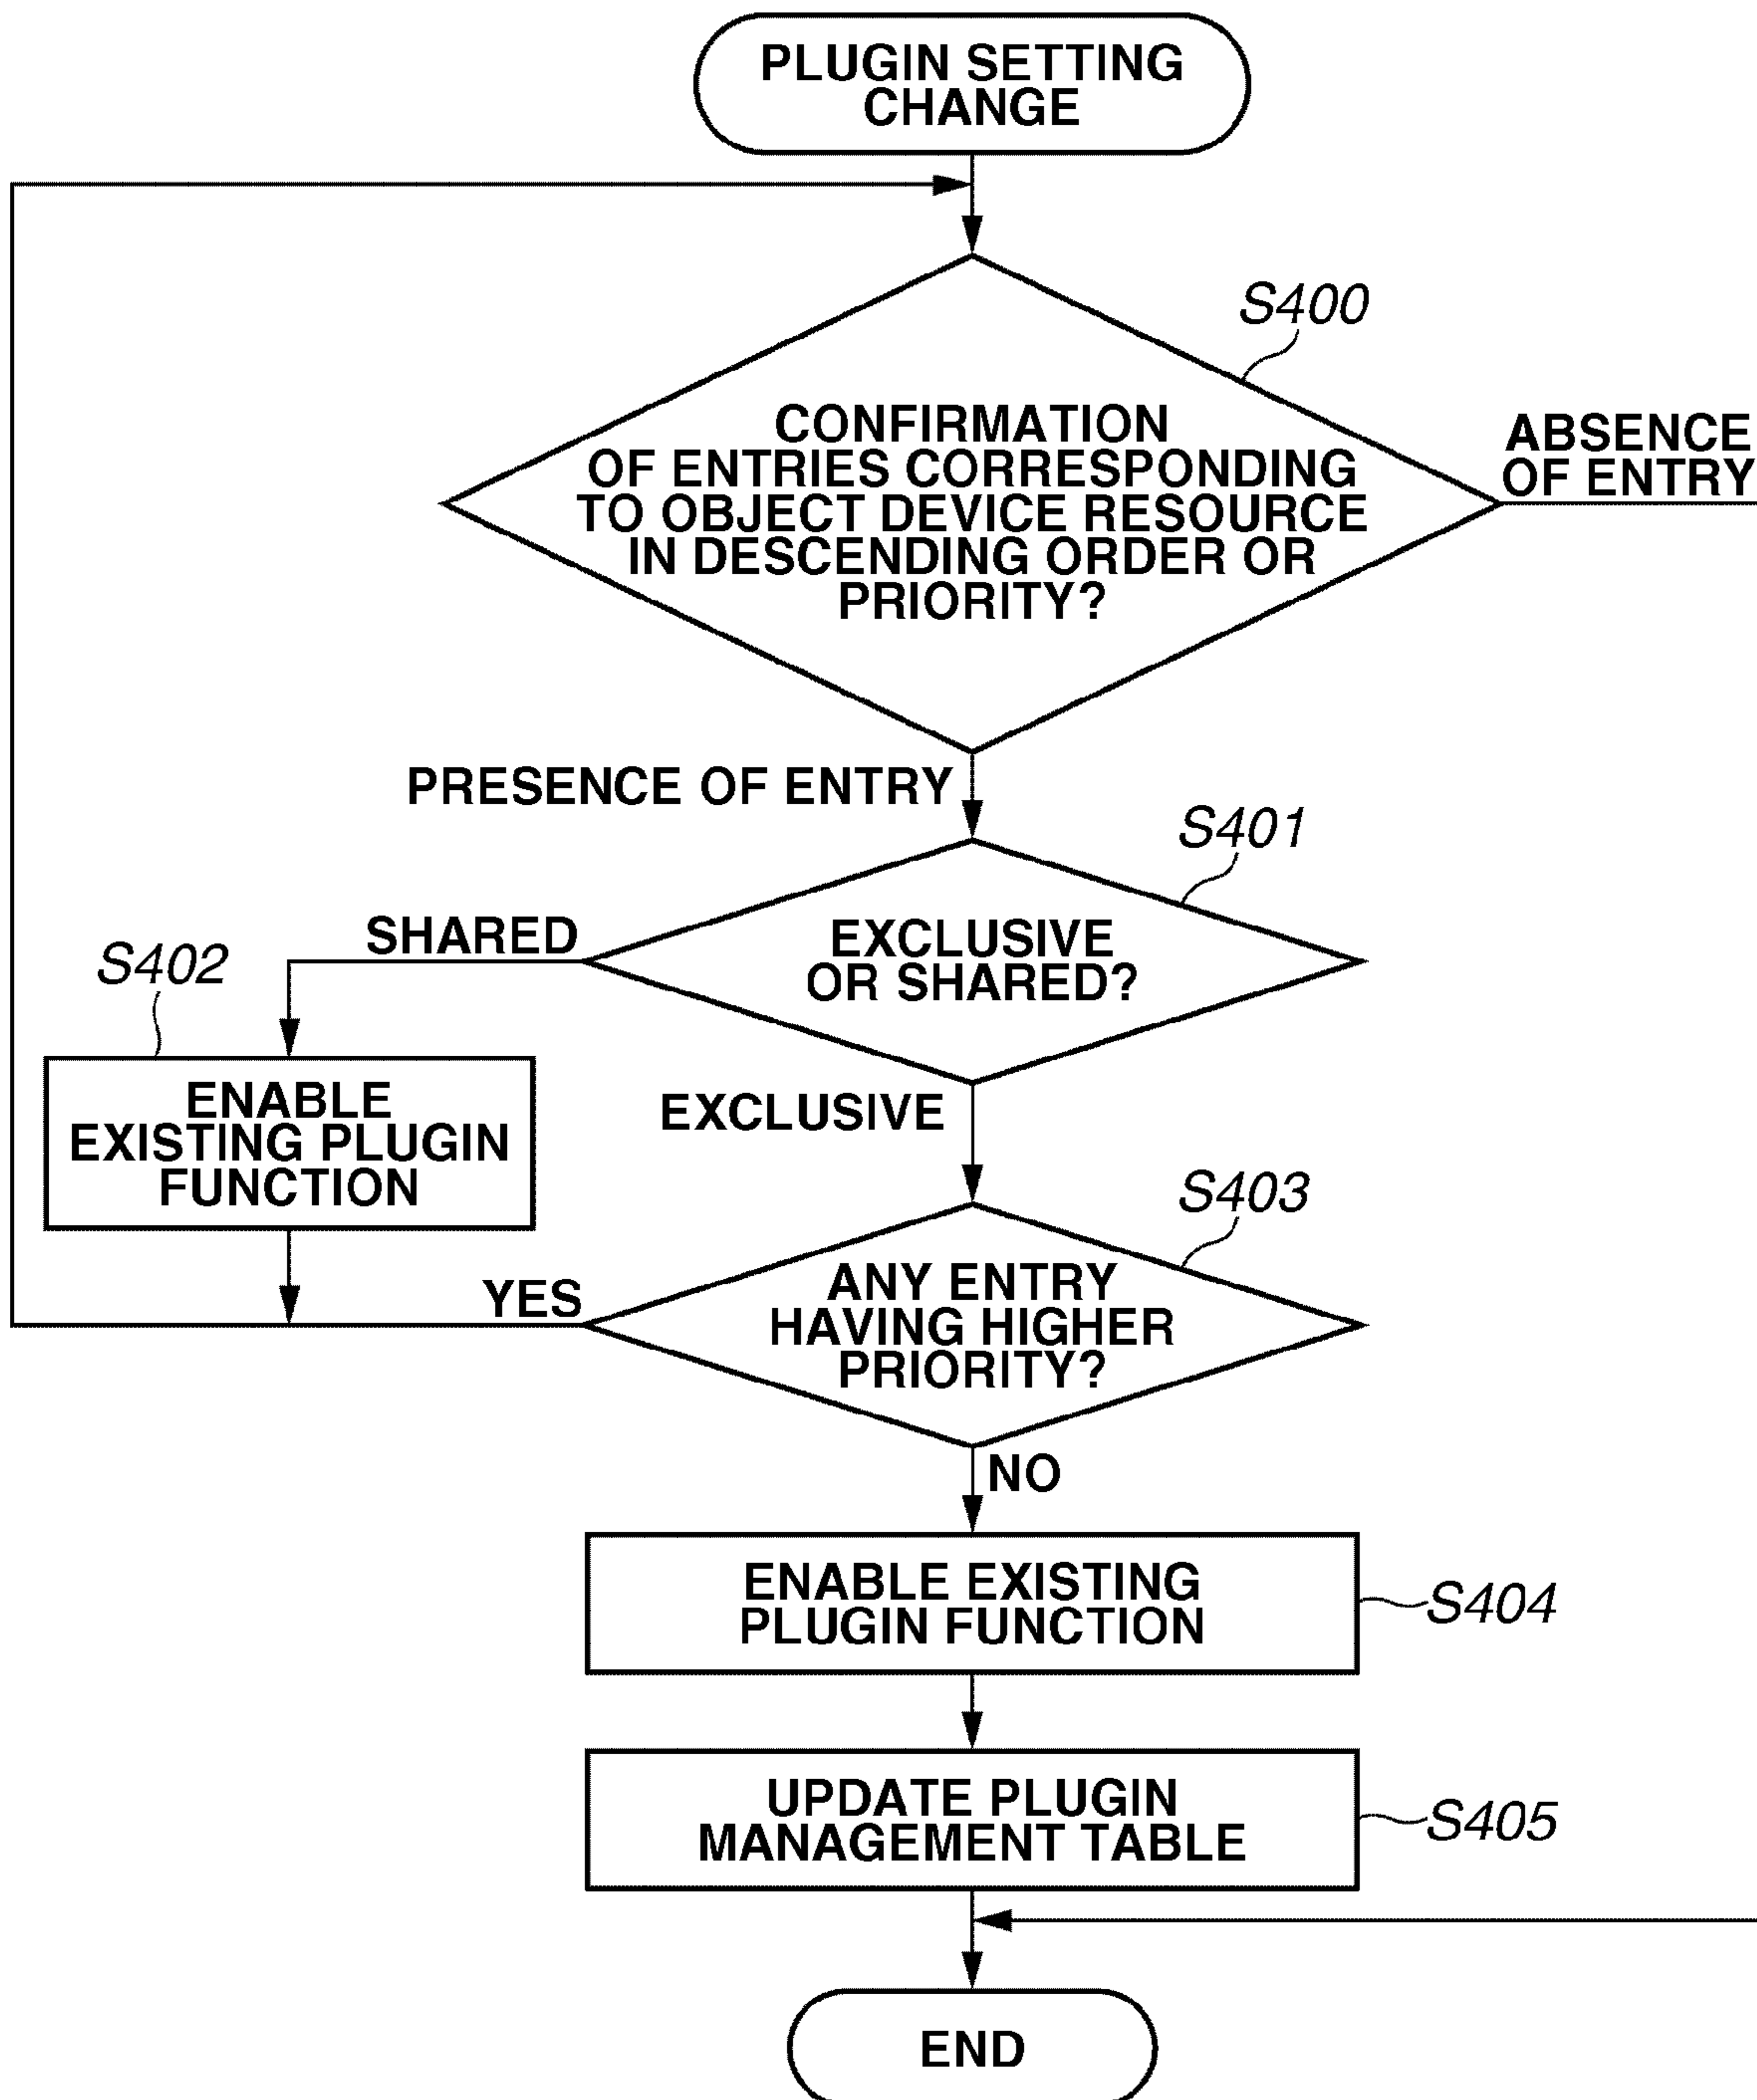 PLUGIN SETTING
CHANGE
S400
CONFIRMATION
OF ENTRIES CORRESPONDING
TO OBJECT DEVICE RESOURCE
IN DESCENDING ORDER OR
PRIORITY?
ABSENCE
OF ENTRY
PRESENCE OF ENTRY
S401
EXCLUSIVE
OR SHARED?
SHARED
S402
ENABLE
EXISTING PLUGIN
FUNCTION
EXCLUSIVE
S403
ANY ENTRY
HAVING HIGHER
PRIORITY?
YES
NO
ENABLE EXISTING
PLUGIN FUNCTION
S404
UPDATE PLUGIN
MANAGEMENT TABLE
S405
END